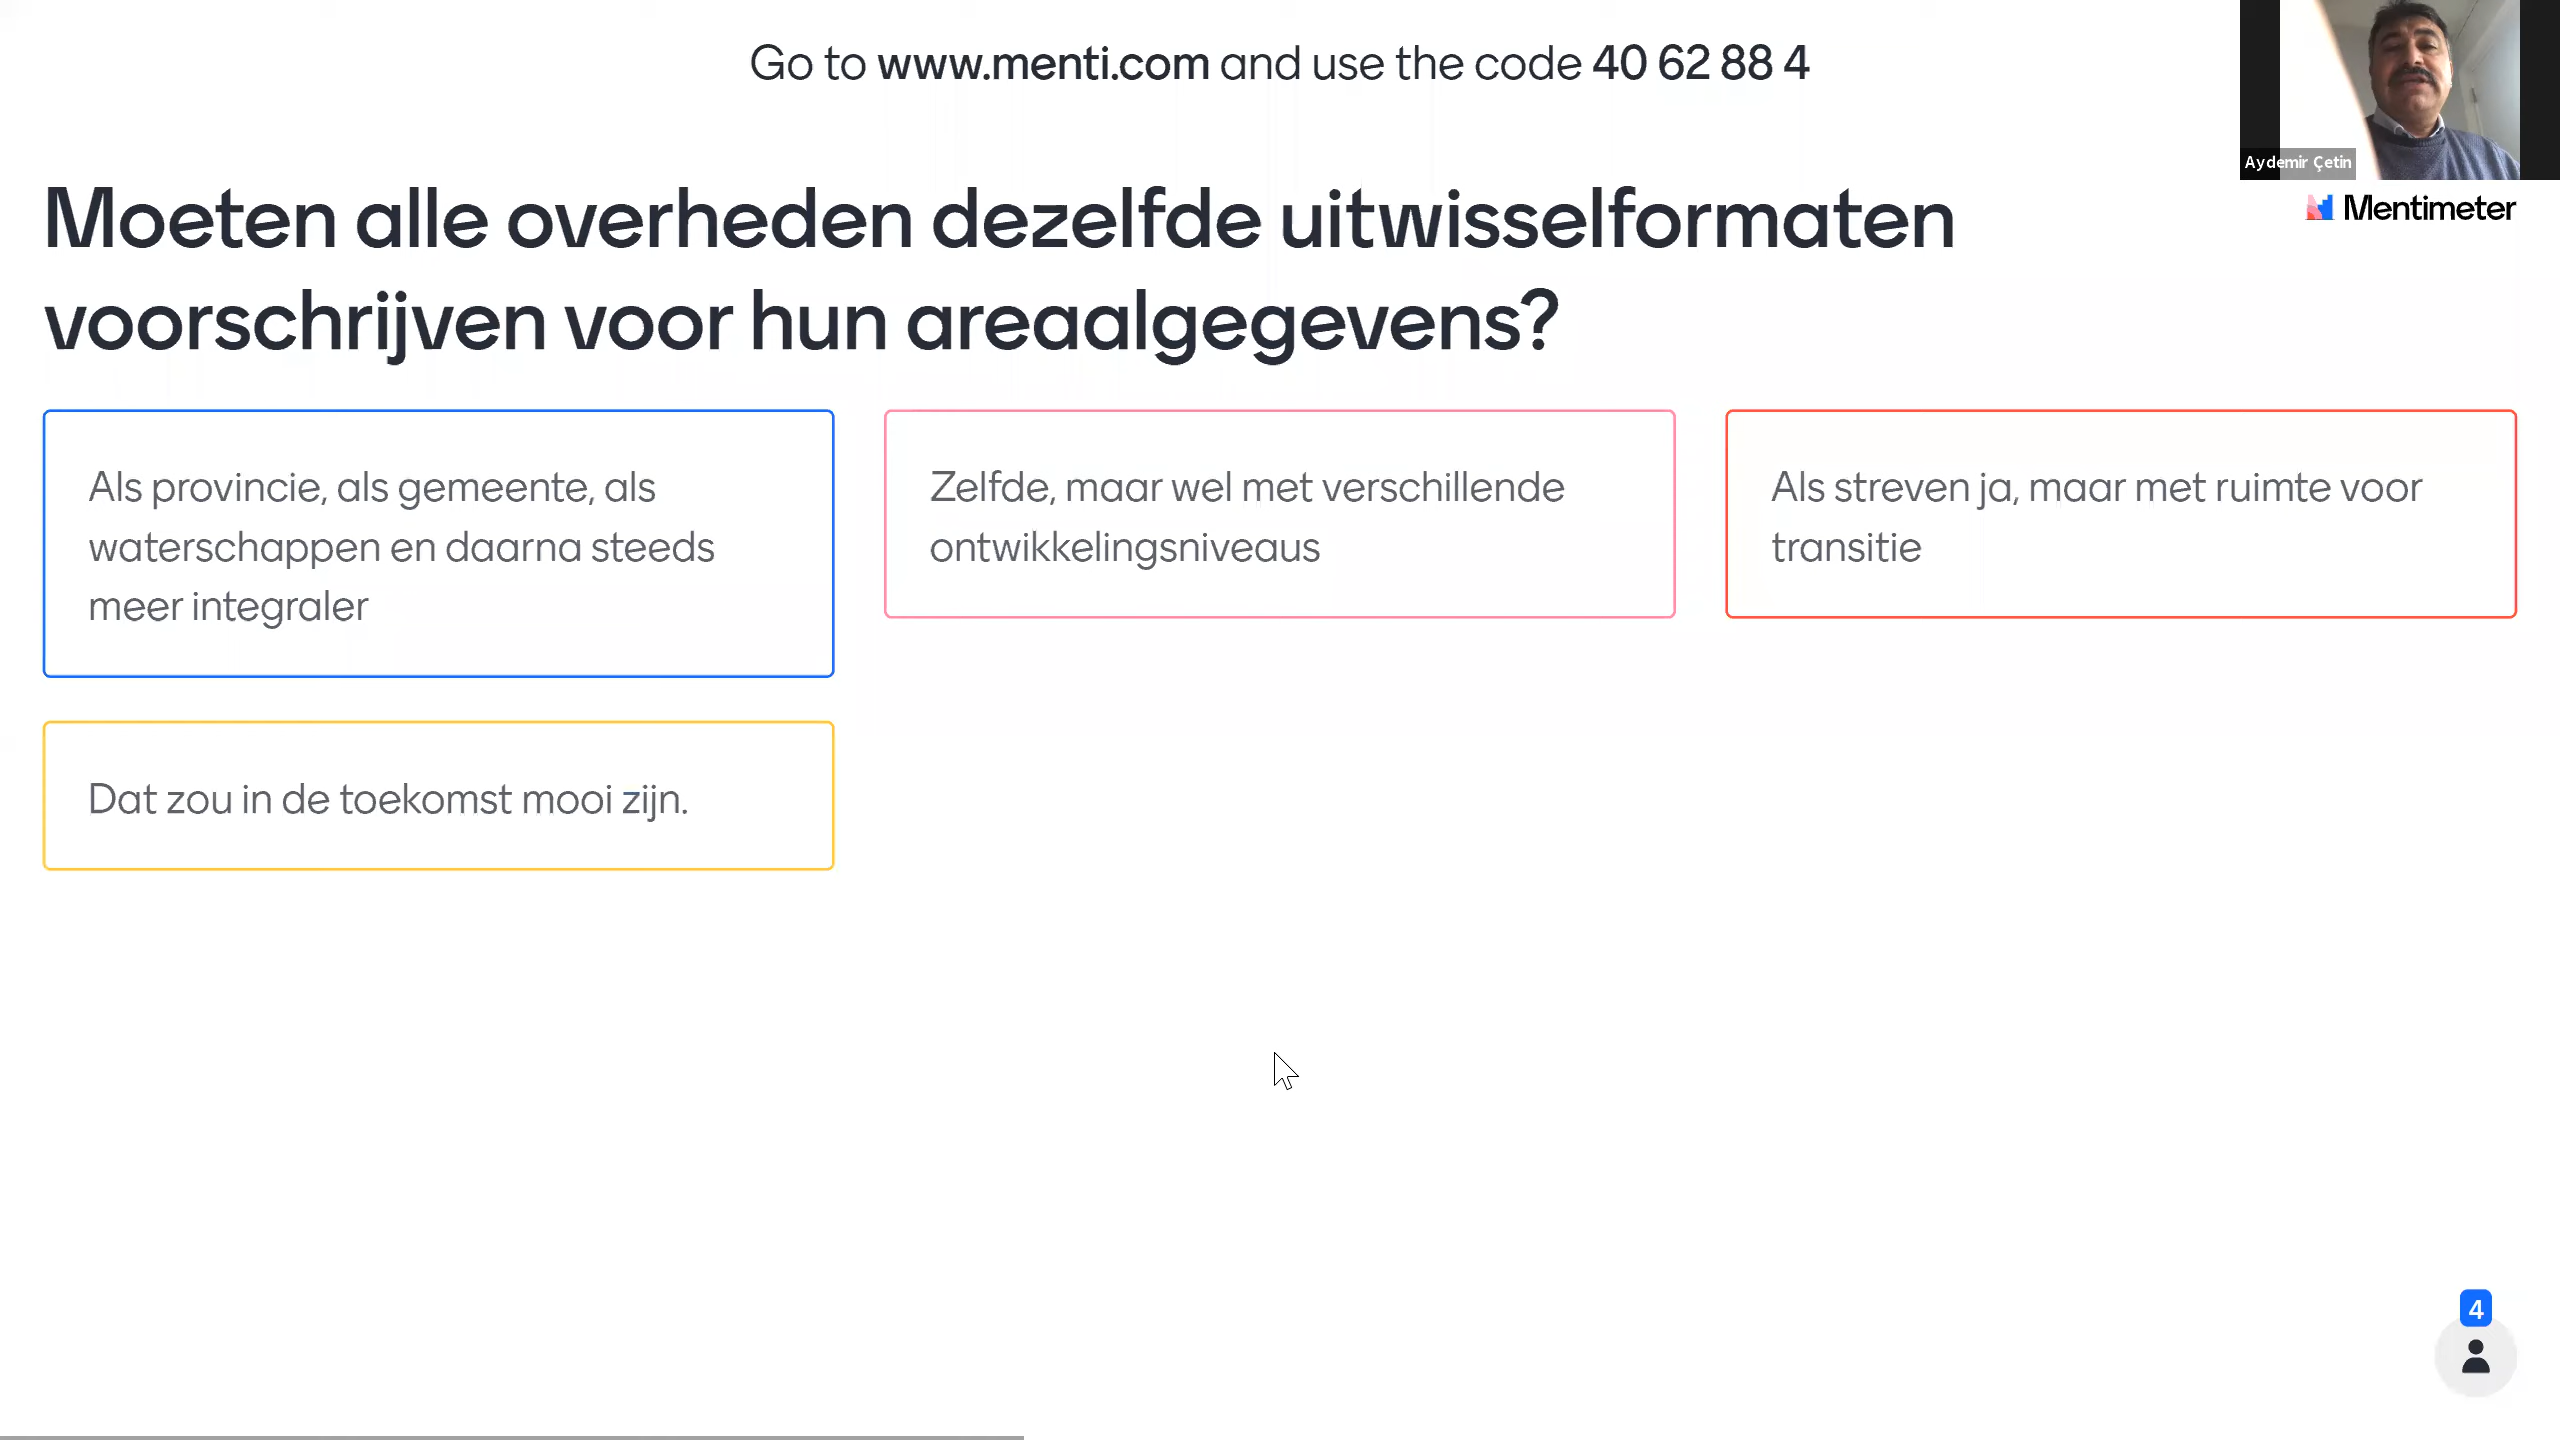 Go to www.menti.com and use the code 40 62 88 4
Aydemir Çetin
Mentimeter
Moeten alle overheden dezelfde uitwisselformaten
voorschrijven voor hun areaalgegevens?
Als provincie, als gemeente, als
waterschappen en daarna steeds
meer integraler
Zelfde, maar wel met verschillende
ontwikkelingsniveaus
Als streven ja, maar met ruimte voor
transitie
Dat zou in de toekomst mooi zijn.
4